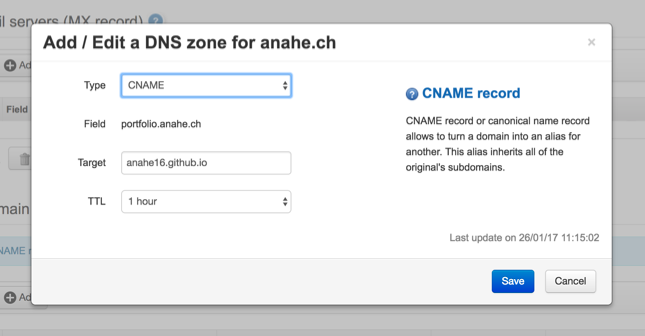 il servers (MX record) ?
Add / Edit a DNS zone for anahe.ch
×
Ad
Field
main
NAME r
Ad
Type
CNAME
Field
portfolio.anahe.ch
Target
anahe16.github.io
TTL
1 hour
? CNAME record
CNAME record or canonical name record
allows to turn a domain into an alias for
another. This alias inherits all of the
original's subdomains.
Last update on 26/01/17 11:15:02
Save
Cancel